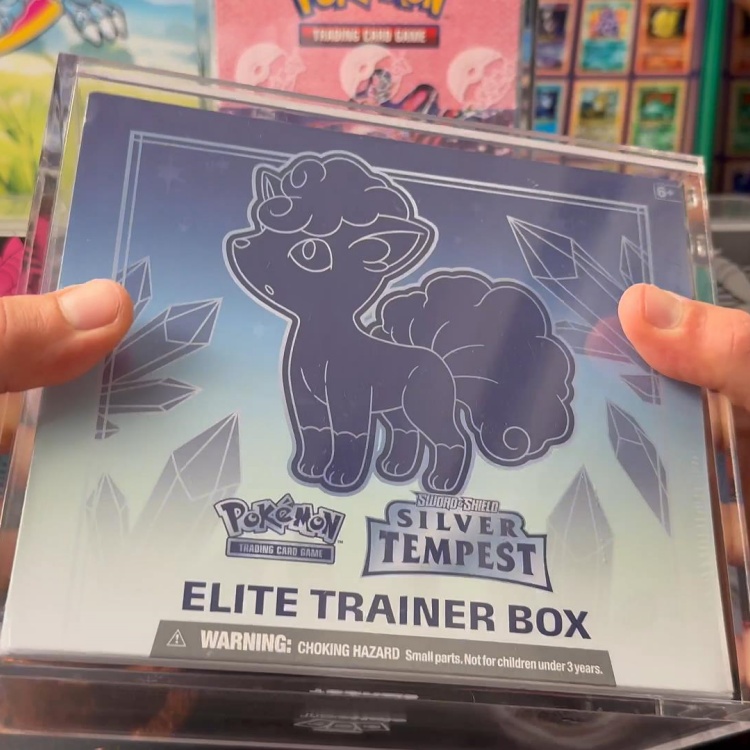 POKÉMON
TRADING CARD GAME
6+
POKÉMON
TRADING CARD GAME
SWORD & SHIELD
SILVER
TEMPEST
ELITE TRAINER BOX
WARNING: CHOKING HAZARD Small parts. Not for children under 3 years.